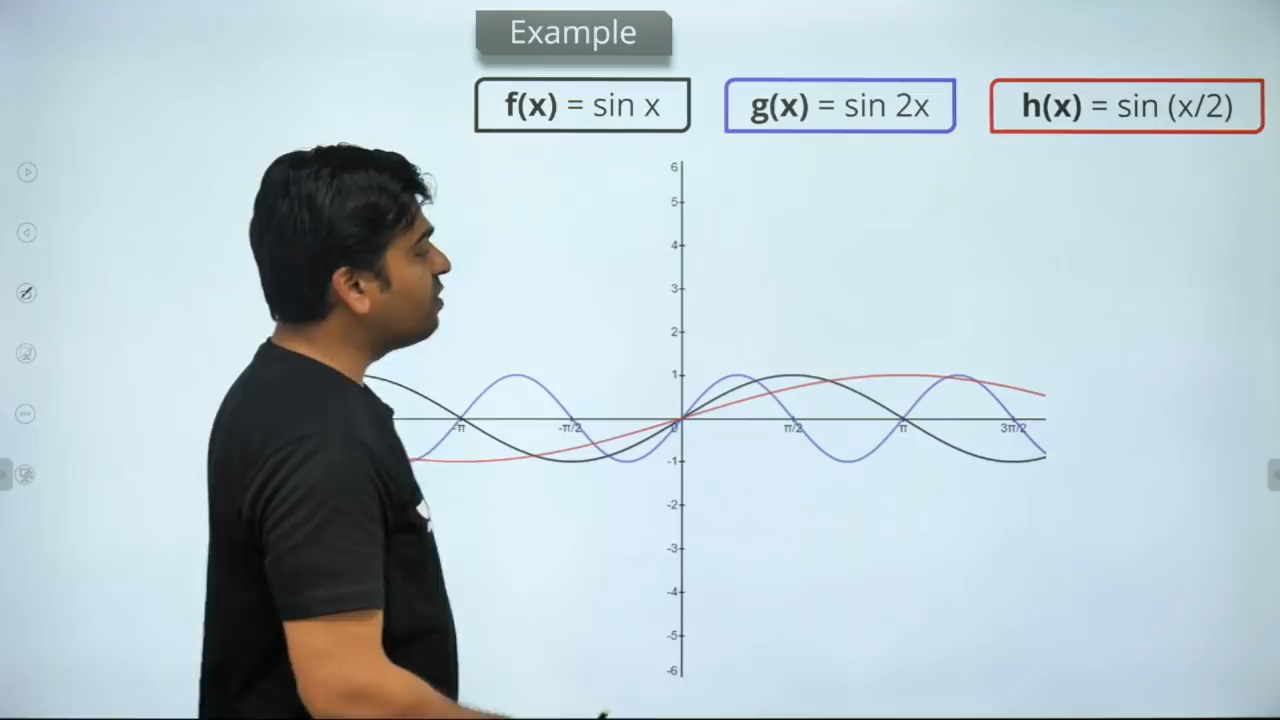 Example
f(x) = sin x
g(x) = sin 2x
h(x) = sin (x/2)
6
5
4
3
2
1
-π
-π/2
0
π/2
π
3π/2
-1
-2
-3
-4
-5
-6